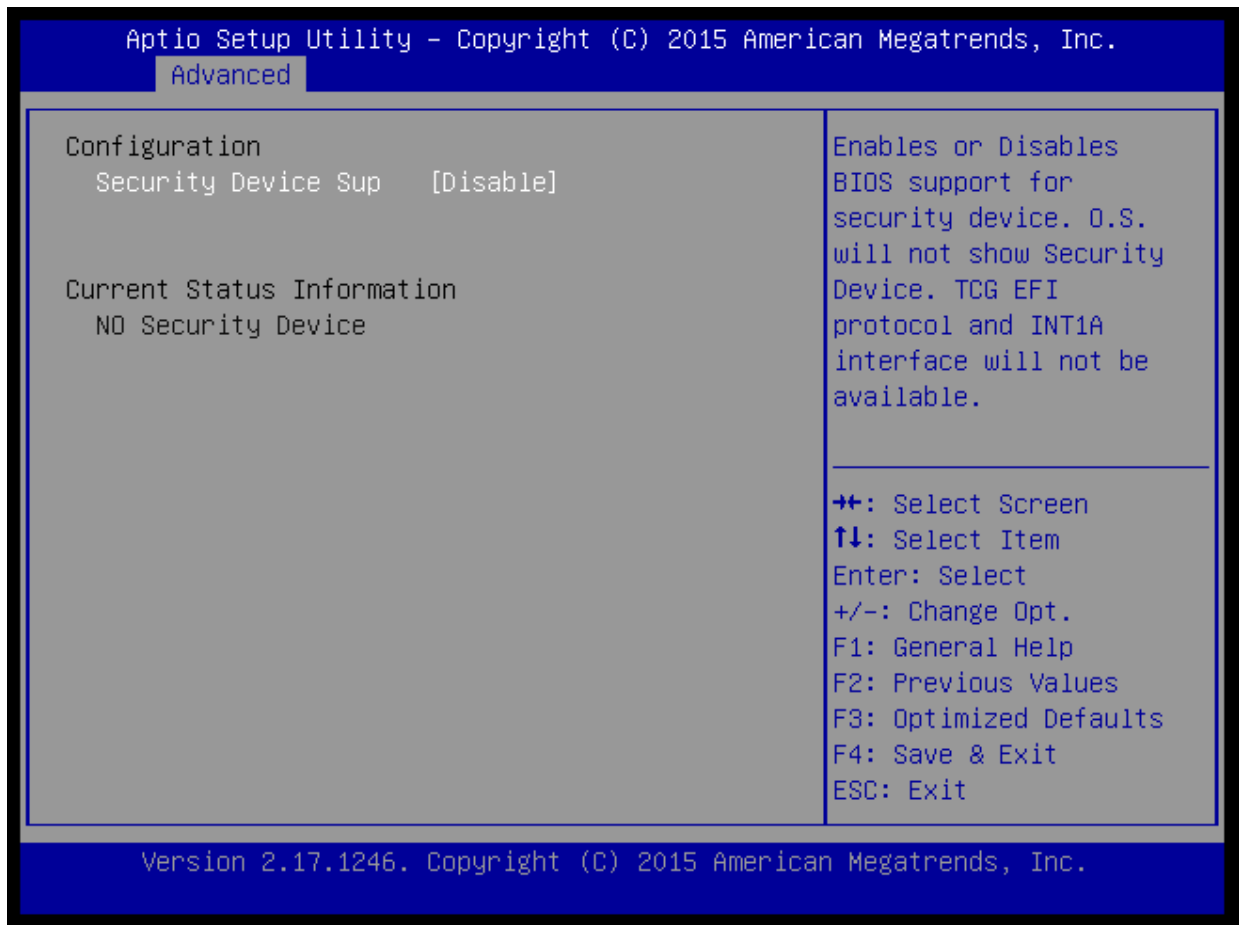 Aptio Setup Utility – Copyright (C) 2015 American Megatrends, Inc.
Advanced
Configuration
Security Device Sup [Disable]
Current Status Information
NO Security Device
Enables or Disables
BIOS support for
security device. O.S.
will not show Security
Device. TCG EFI
protocol and INT1A
interface will not be
available.
→←: Select Screen
↑↓: Select Item
Enter: Select
+/-: Change Opt.
F1: General Help
F2: Previous Values
F3: Optimized Defaults
F4: Save & Exit
ESC: Exit
Version 2.17.1246. Copyright (C) 2015 American Megatrends, Inc.